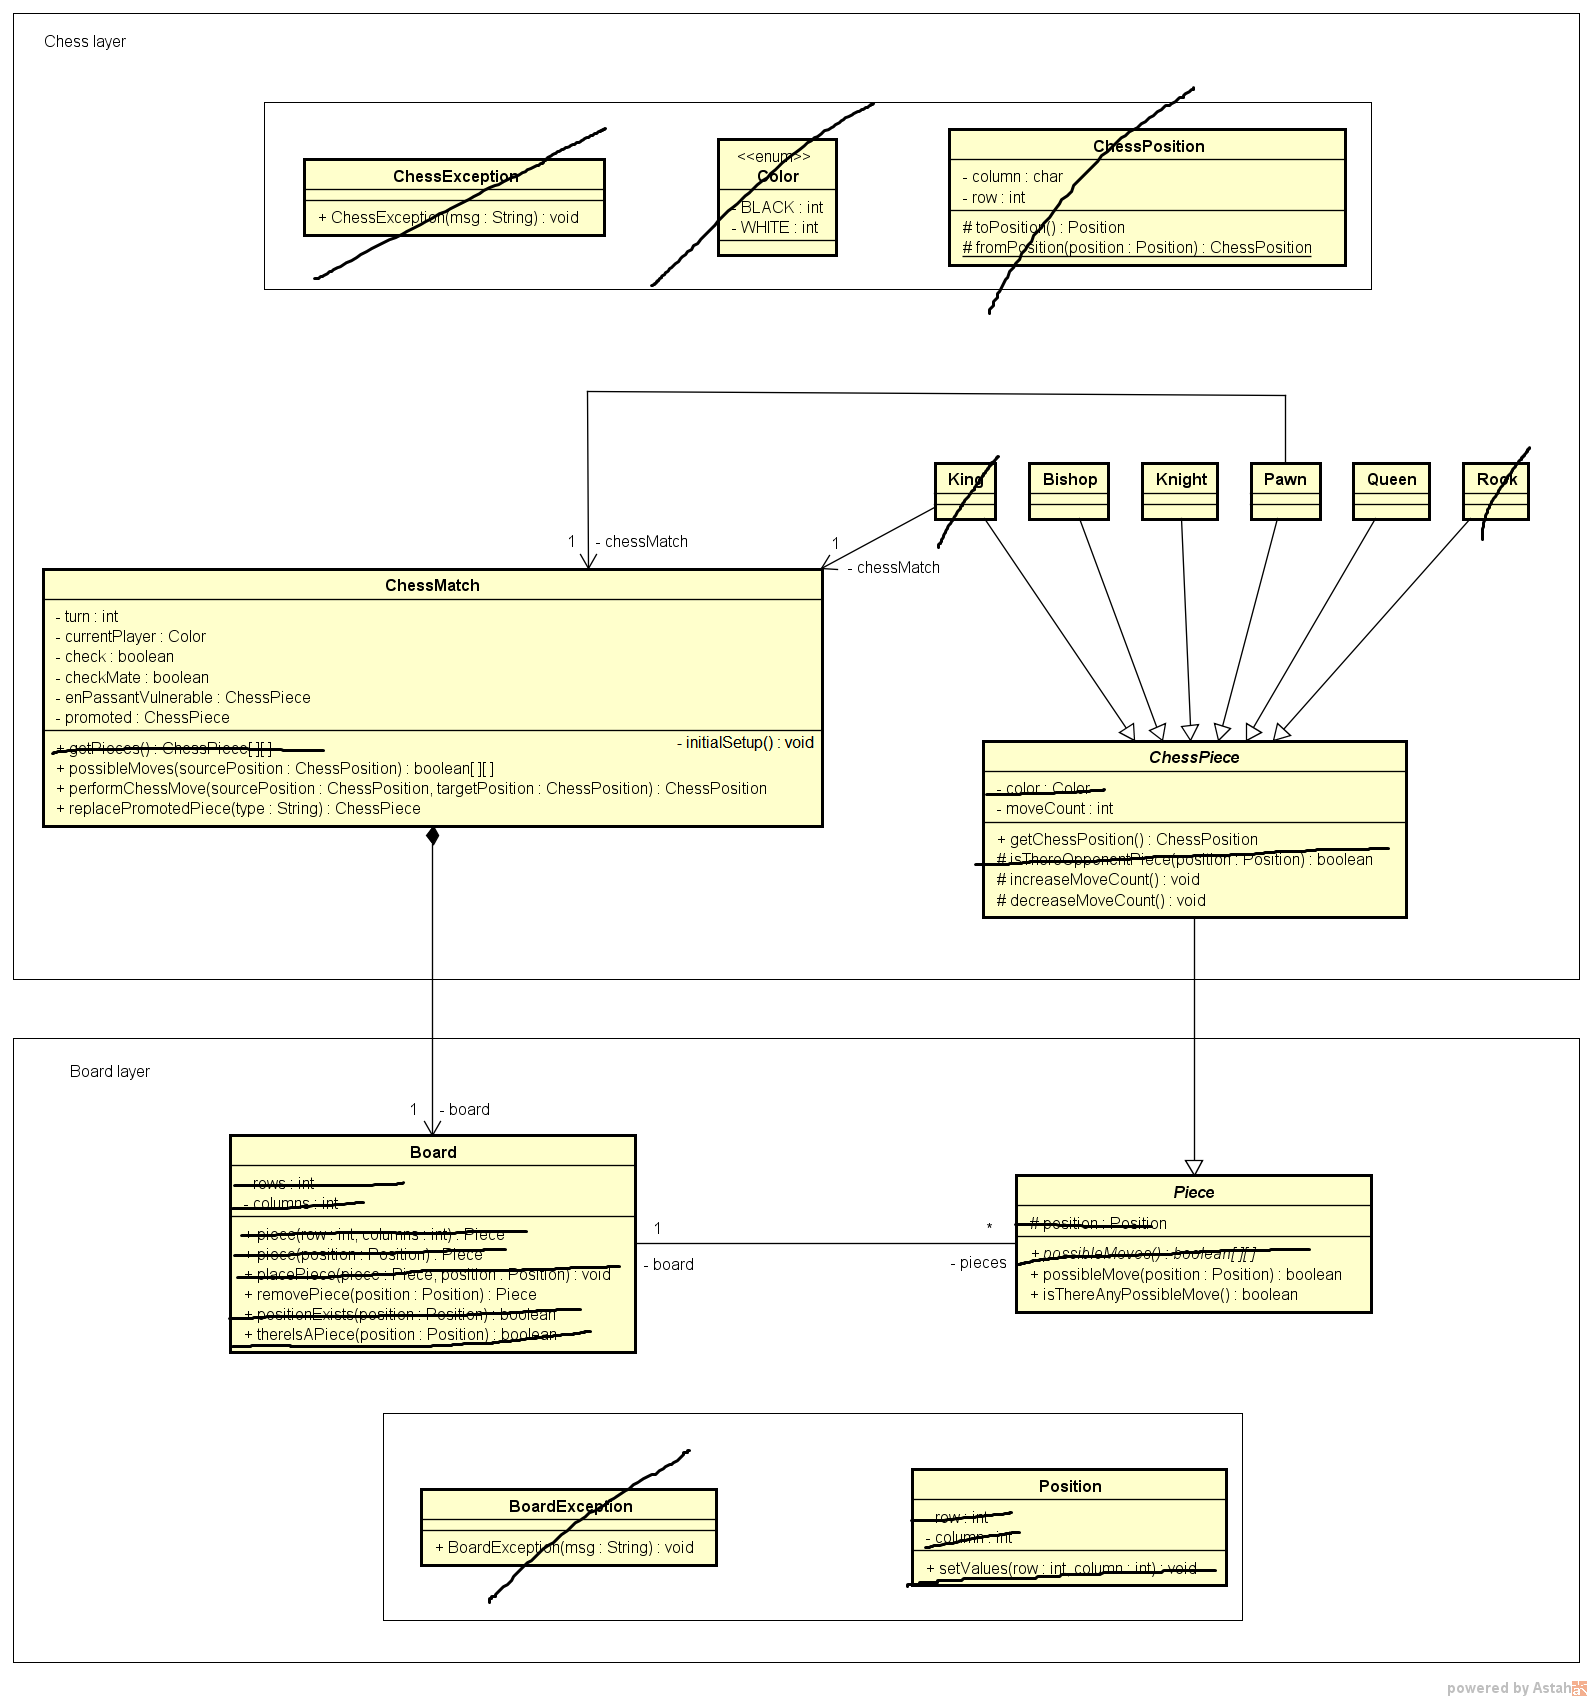 Chess layer
ChessException
+ ChessException(msg : String) : void
<<enum>>
Color
- BLACK : int
- WHITE : int
ChessPosition
- column : char
- row : int
# toPosition() : Position
# fromPosition(position : Position) : ChessPosition
King
Bishop
Knight
Pawn
Queen
Rook
1
- chessMatch
1
- chessMatch
ChessMatch
- turn : int
- currentPlayer : Color
- check : boolean
- checkMate : boolean
- enPassantVulnerable : ChessPiece
- promoted : ChessPiece
- initialSetup() : void
+ getPieces() : ChessPiece[ ][ ]
+ possibleMoves(sourcePosition : ChessPosition) : boolean[ ][ ]
+ performChessMove(sourcePosition : ChessPosition, targetPosition : ChessPosition) : ChessPosition
+ replacePromotedPiece(type : String) : ChessPiece
ChessPiece
- color : Color
- moveCount : int
+ getChessPosition() : ChessPosition
# isThereOpponentPiece(position : Position) : boolean
# increaseMoveCount() : void
# decreaseMoveCount() : void
Board layer
1
- board
Board
- rows : int
- columns : int
+ piece(row : int, columns : int) : Piece
+ piece(position : Position) : Piece
+ placePiece(piece : Piece, position : Position) : void
+ removePiece(position : Position) : Piece
+ positionExists(position : Position) : boolean
+ thereIsAPiece(position : Position) : boolean
1
- board
*
- pieces
Piece
# position : Position
+ possibleMoves() : boolean[ ][ ]
+ possibleMove(position : Position) : boolean
+ isThereAnyPossibleMove() : boolean
BoardException
+ BoardException(msg : String) : void
Position
- row : int
- column : int
+ setValues(row : int, column : int) : void
powered by Astah